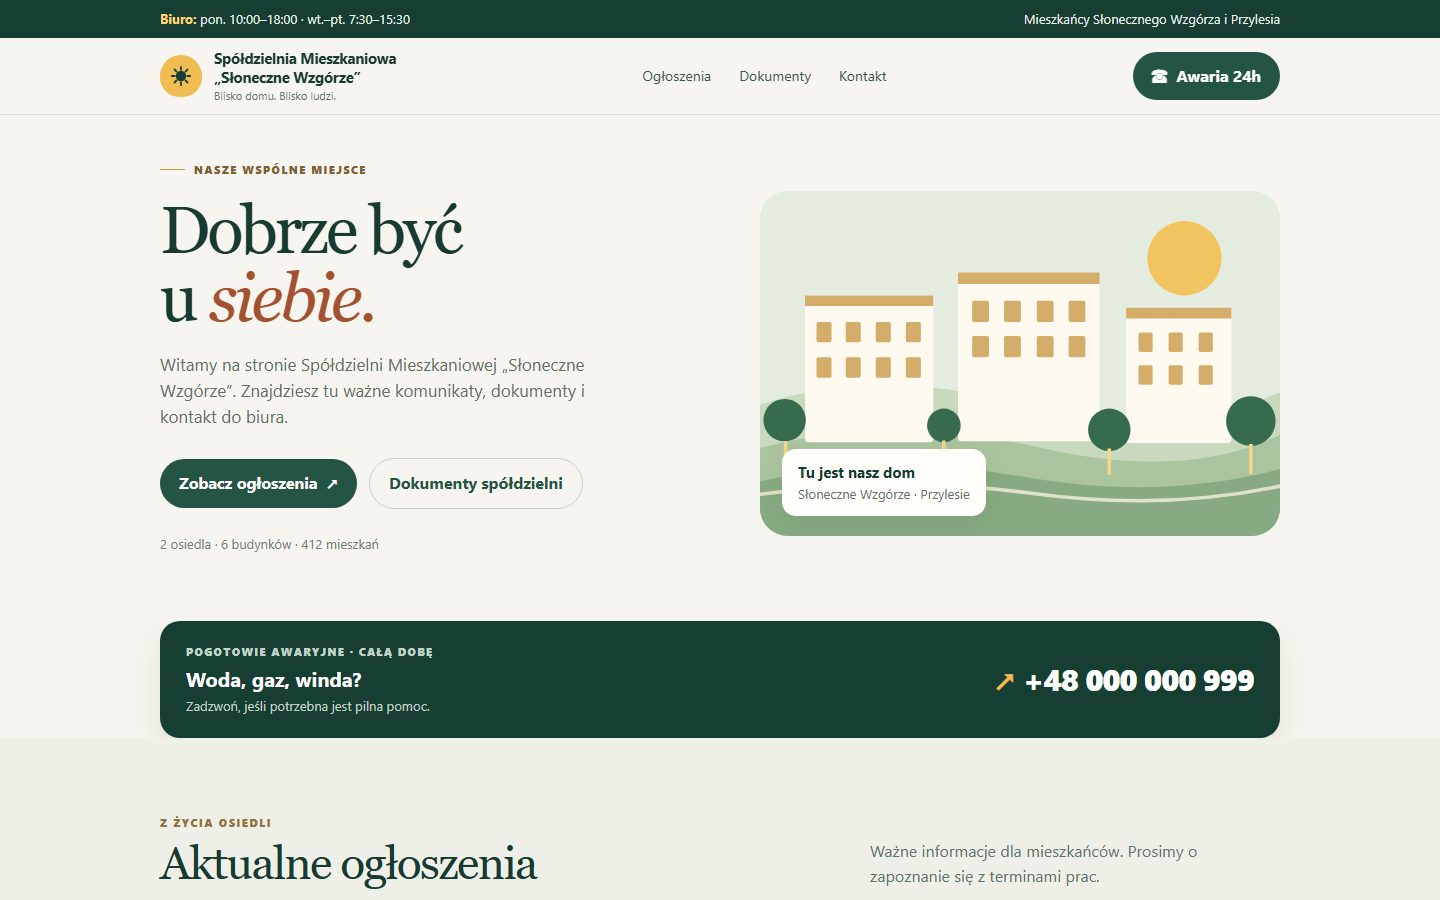 Biuro: pon. 10:00–18:00 · wt.–pt. 7:30–15:30
Mieszkańcy Słonecznego Wzgórza i Przylesia
Spółdzielnia Mieszkaniowa
„Słoneczne Wzgórze”
Blisko domu. Blisko ludzi.
Ogłoszenia
Dokumenty
Kontakt
☎ Awaria 24h
NASZE WSPÓLNE MIEJSCE
Dobrze być
u siebie.
Witamy na stronie Spółdzielni Mieszkaniowej „Słoneczne
Wzgórze”. Znajdziesz tu ważne komunikaty, dokumenty i
kontakt do biura.
Zobacz ogłoszenia ↗
Dokumenty spółdzielni
2 osiedla · 6 budynków · 412 mieszkań
Tu jest nasz dom
Słoneczne Wzgórze · Przylesie
POGOTOWIE AWARYJNE · CAŁĄ DOBĘ
Woda, gaz, winda?
Zadzwoń, jeśli potrzebna jest pilna pomoc.
↗ +48 000 000 999
Z ŻYCIA OSIEDLI
Aktualne ogłoszenia
Ważne informacje dla mieszkańców. Prosimy o
zapoznanie się z terminami prac.